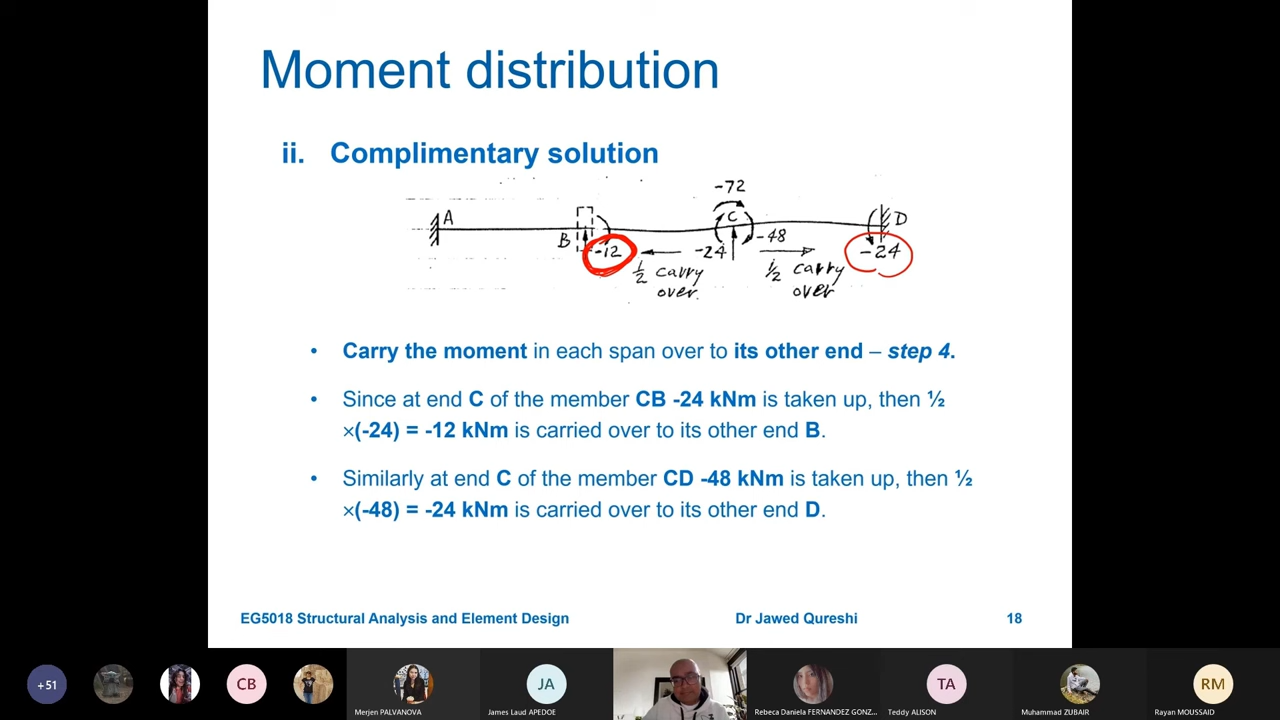 Moment distribution
ii. Complimentary solution
-72
A
C
D
B
-12
-24
-48
-24
½ carry over.
½ carry over
• Carry the moment in each span over to its other end – step 4.
• Since at end C of the member CB -24 kNm is taken up, then ½
×(-24) = -12 kNm is carried over to its other end B.
• Similarly at end C of the member CD -48 kNm is taken up, then ½
×(-48) = -24 kNm is carried over to its other end D.
EG5018 Structural Analysis and Element Design
Dr Jawed Qureshi
18
+51
CB
JA
TA
RM
Merjen PALVANOVA
James Laud APEDOE
Rebeca Daniela FERNANDEZ GONZ...
Teddy ALISON
Muhammad ZUBAIR
Rayan MOUSSAID